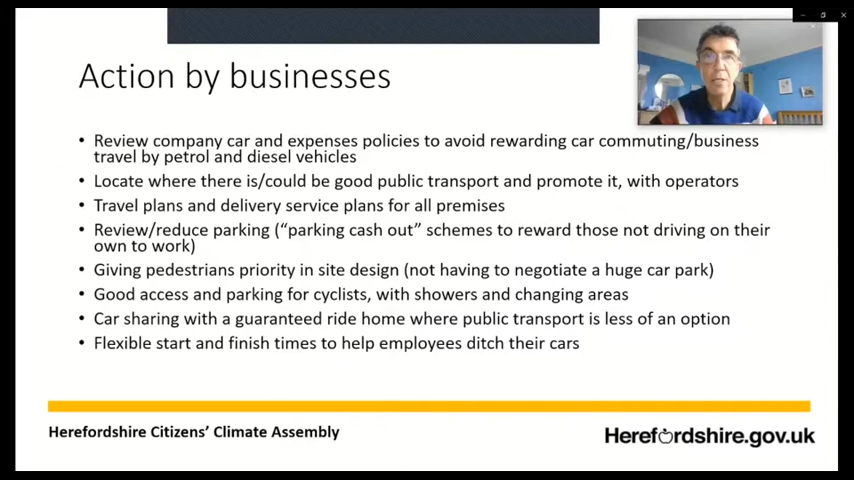 Action by businesses
• Review company car and expenses policies to avoid rewarding car commuting/business
travel by petrol and diesel vehicles
• Locate where there is/could be good public transport and promote it, with operators
• Travel plans and delivery service plans for all premises
• Review/reduce parking (“parking cash out” schemes to reward those not driving on their
own to work)
• Giving pedestrians priority in site design (not having to negotiate a huge car park)
• Good access and parking for cyclists, with showers and changing areas
• Car sharing with a guaranteed ride home where public transport is less of an option
• Flexible start and finish times to help employees ditch their cars
Herefordshire Citizens’ Climate Assembly
Herefordshire.gov.uk